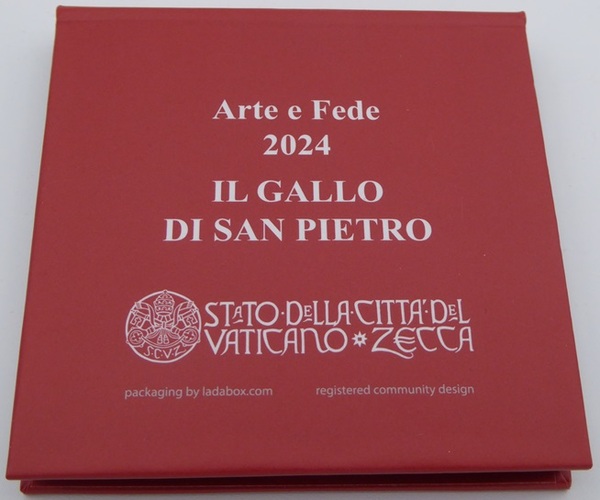 Arte e Fede
2024
IL GALLO
DI SAN PIETRO
STATO·DELLA·CITTÀ·DEL
VATICANO ZECCA
S.C.V.Z
packaging by ladabox.com registered community design